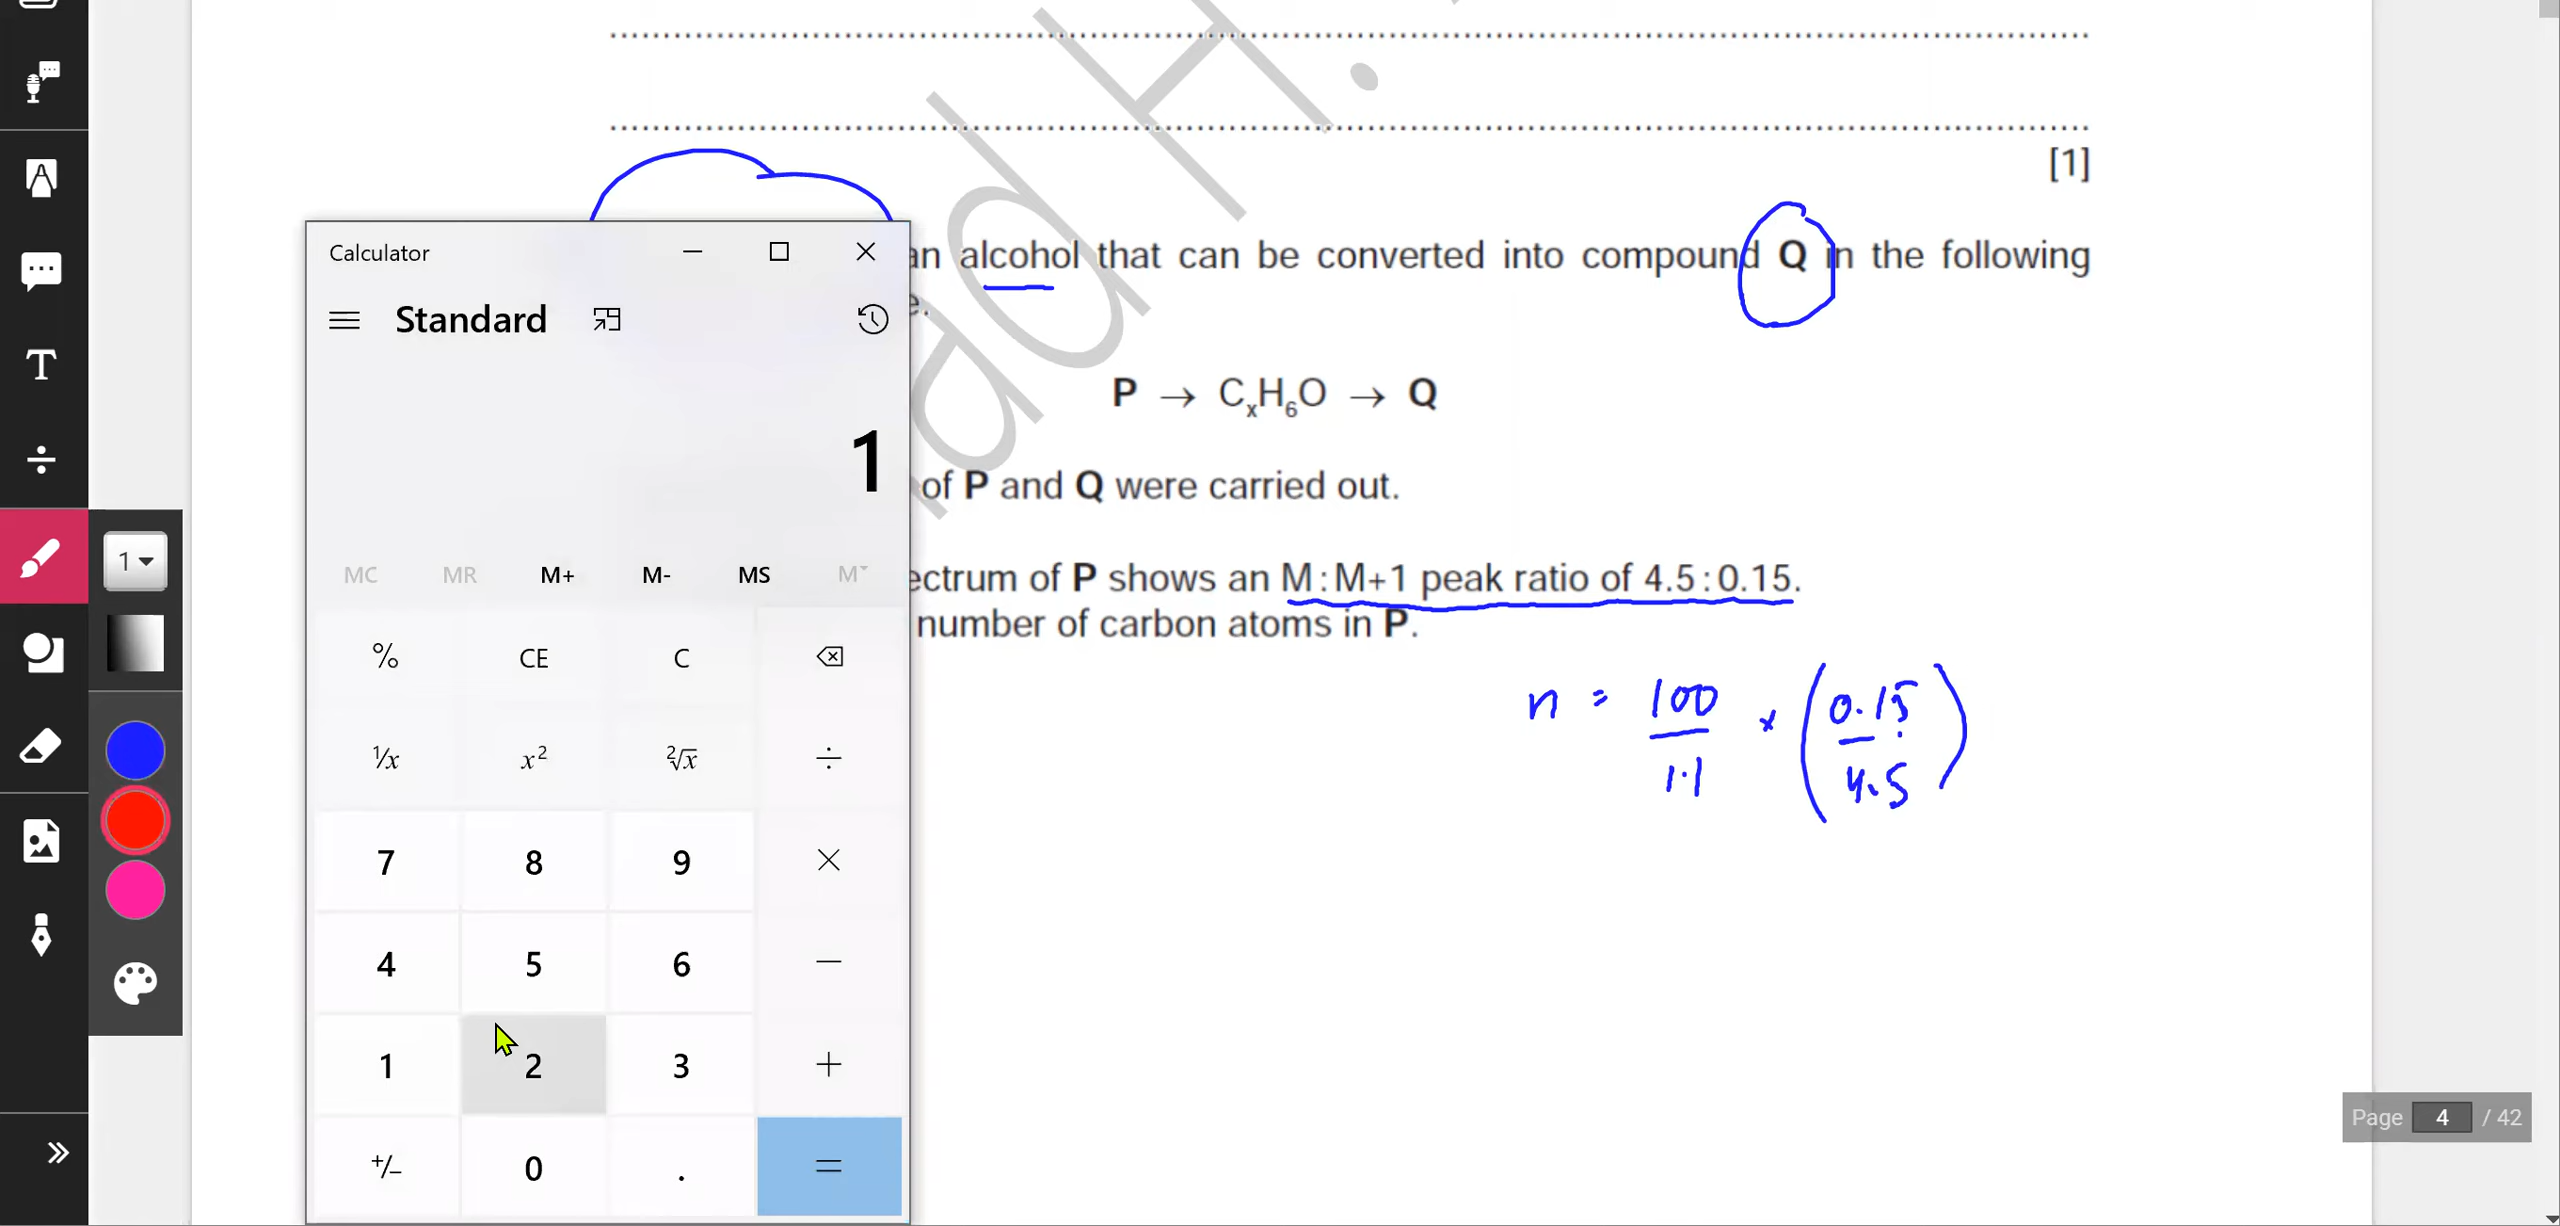 [1]
an alcohol that can be converted into compound Q in the following
e.
P → CxH6O → Q
of P and Q were carried out.
ectrum of P shows an M : M+1 peak ratio of 4.5 : 0.15.
number of carbon atoms in P.
n = 100 / 1.1 × ( 0.15 / 4.5 )
Calculator
Standard
1
MC MR M+ M- MS M˅
% CE C
1/x x² ²√x ÷
7 8 9 ×
4 5 6 −
1 2 3 +
+/− 0 . =
1
T
÷
ad H.
Page 4 / 42